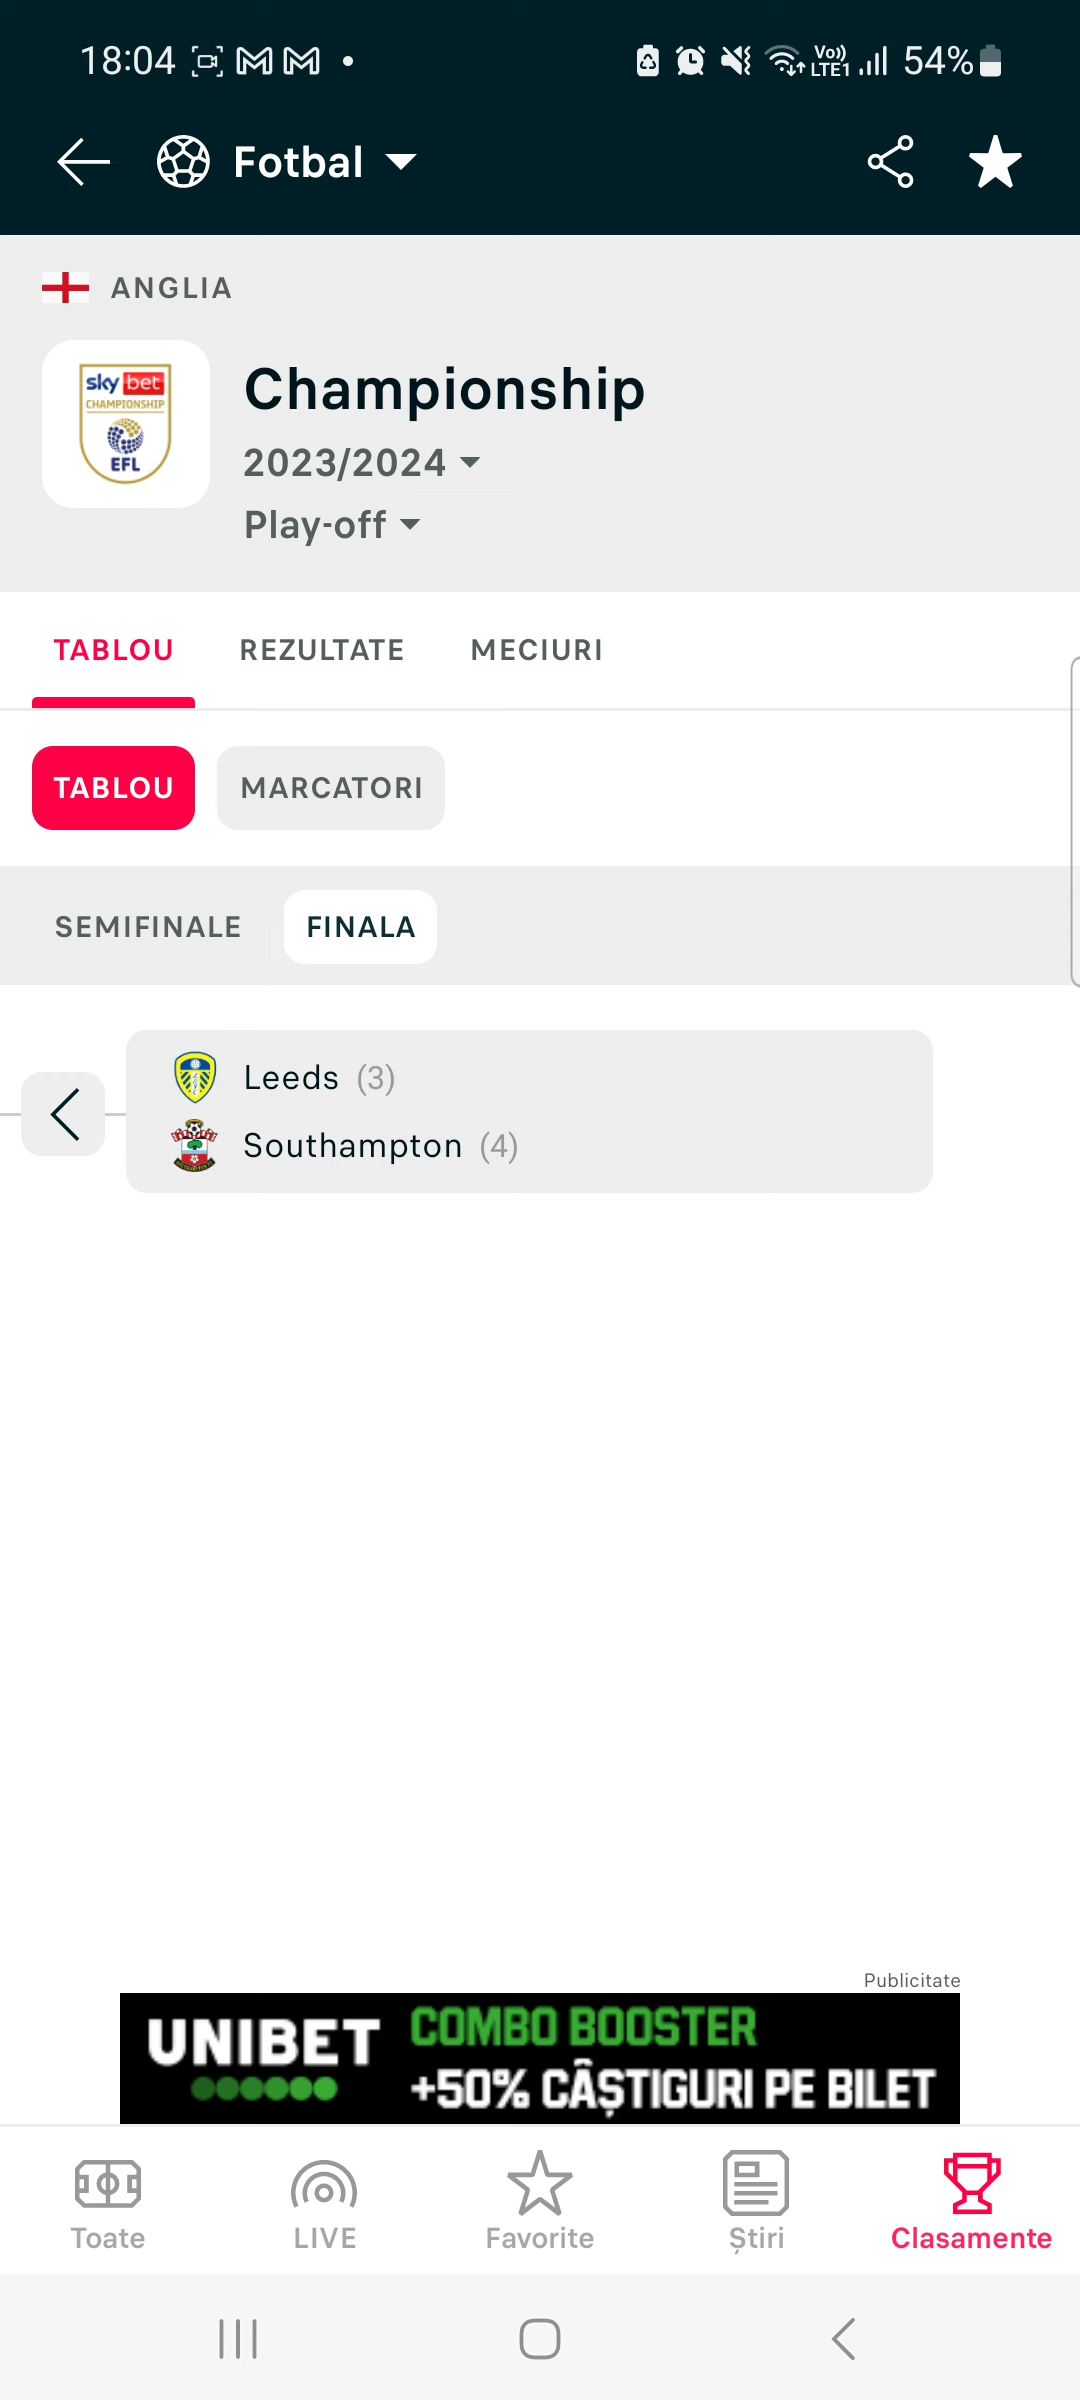 18:04
Vo))
LTE1
54%
Fotbal
ANGLIA
sky bet
CHAMPIONSHIP
EFL
Championship
2023/2024
Play-off
TABLOU REZULTATE MECIURI
TABLOU MARCATORI
SEMIFINALE FINALA
Leeds (3)
Southampton (4)
Publicitate
UNIBET
COMBO BOOSTER
+50% CÂȘTIGURI PE BILET
Toate LIVE Favorite Știri Clasamente